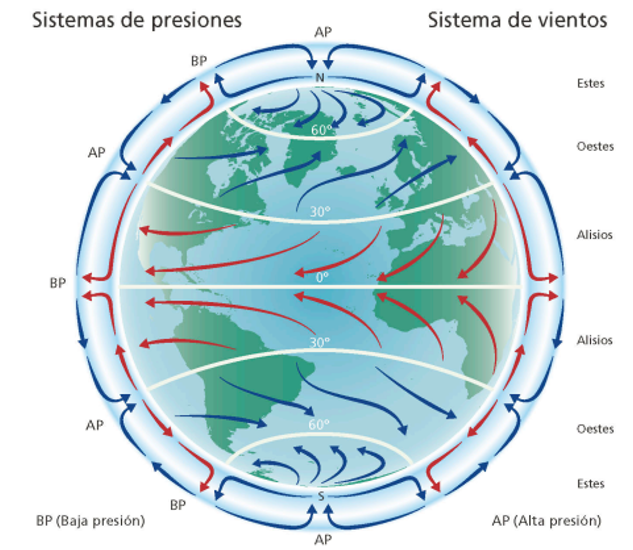 Sistemas de presiones
Sistema de vientos
AP
BP
N
Estes
60°
Oestes
AP
30°
Alisios
0°
BP
30°
Alisios
AP
60°
Oestes
Estes
S
BP
BP (Baja presión)
AP (Alta presión)
AP